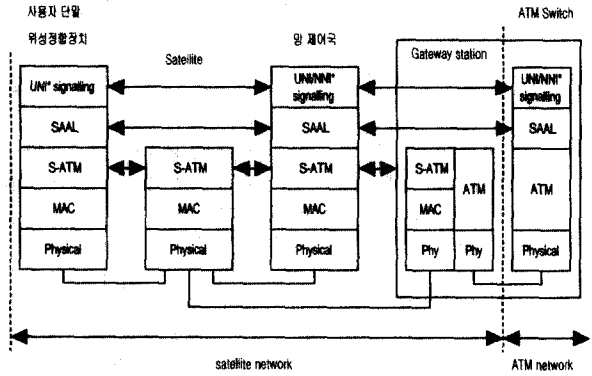 사용자 단말
위성정합장치
Satellite
망 제어국
Gateway station
ATM Switch
UNI* signalling
SAAL
S-ATM
MAC
Physical
S-ATM
MAC
Physical
UNI/NNI*
signalling
SAAL
S-ATM
MAC
Physical
S-ATM
MAC
Phy
ATM
Phy
UNI/NNI*
signalling
SAAL
ATM
Physical
satellite network
ATM network